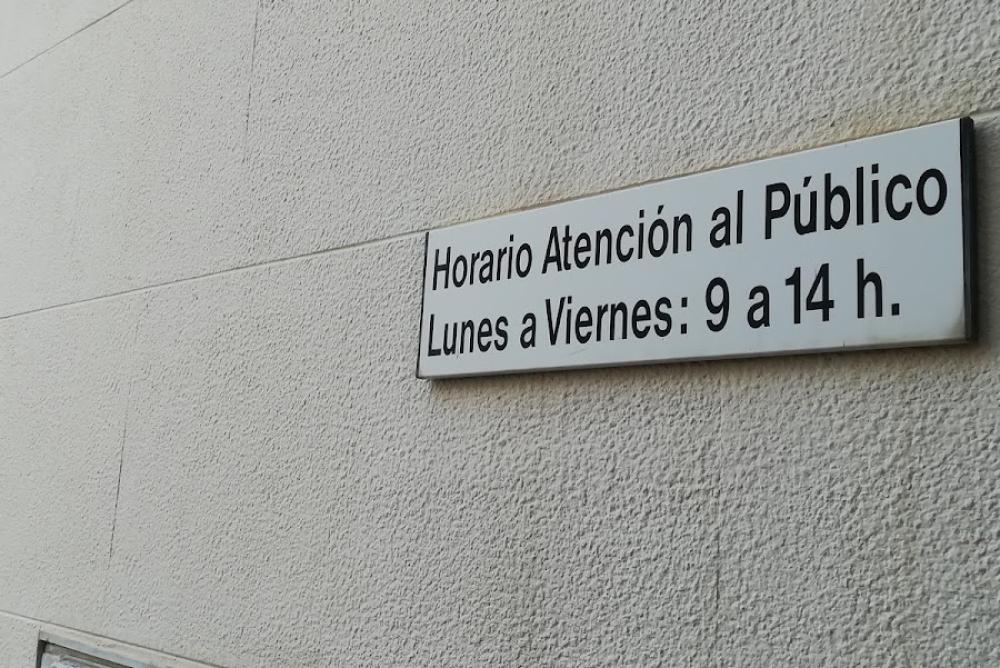 Horario Atención al Público
Lunes a Viernes: 9 a 14 h.